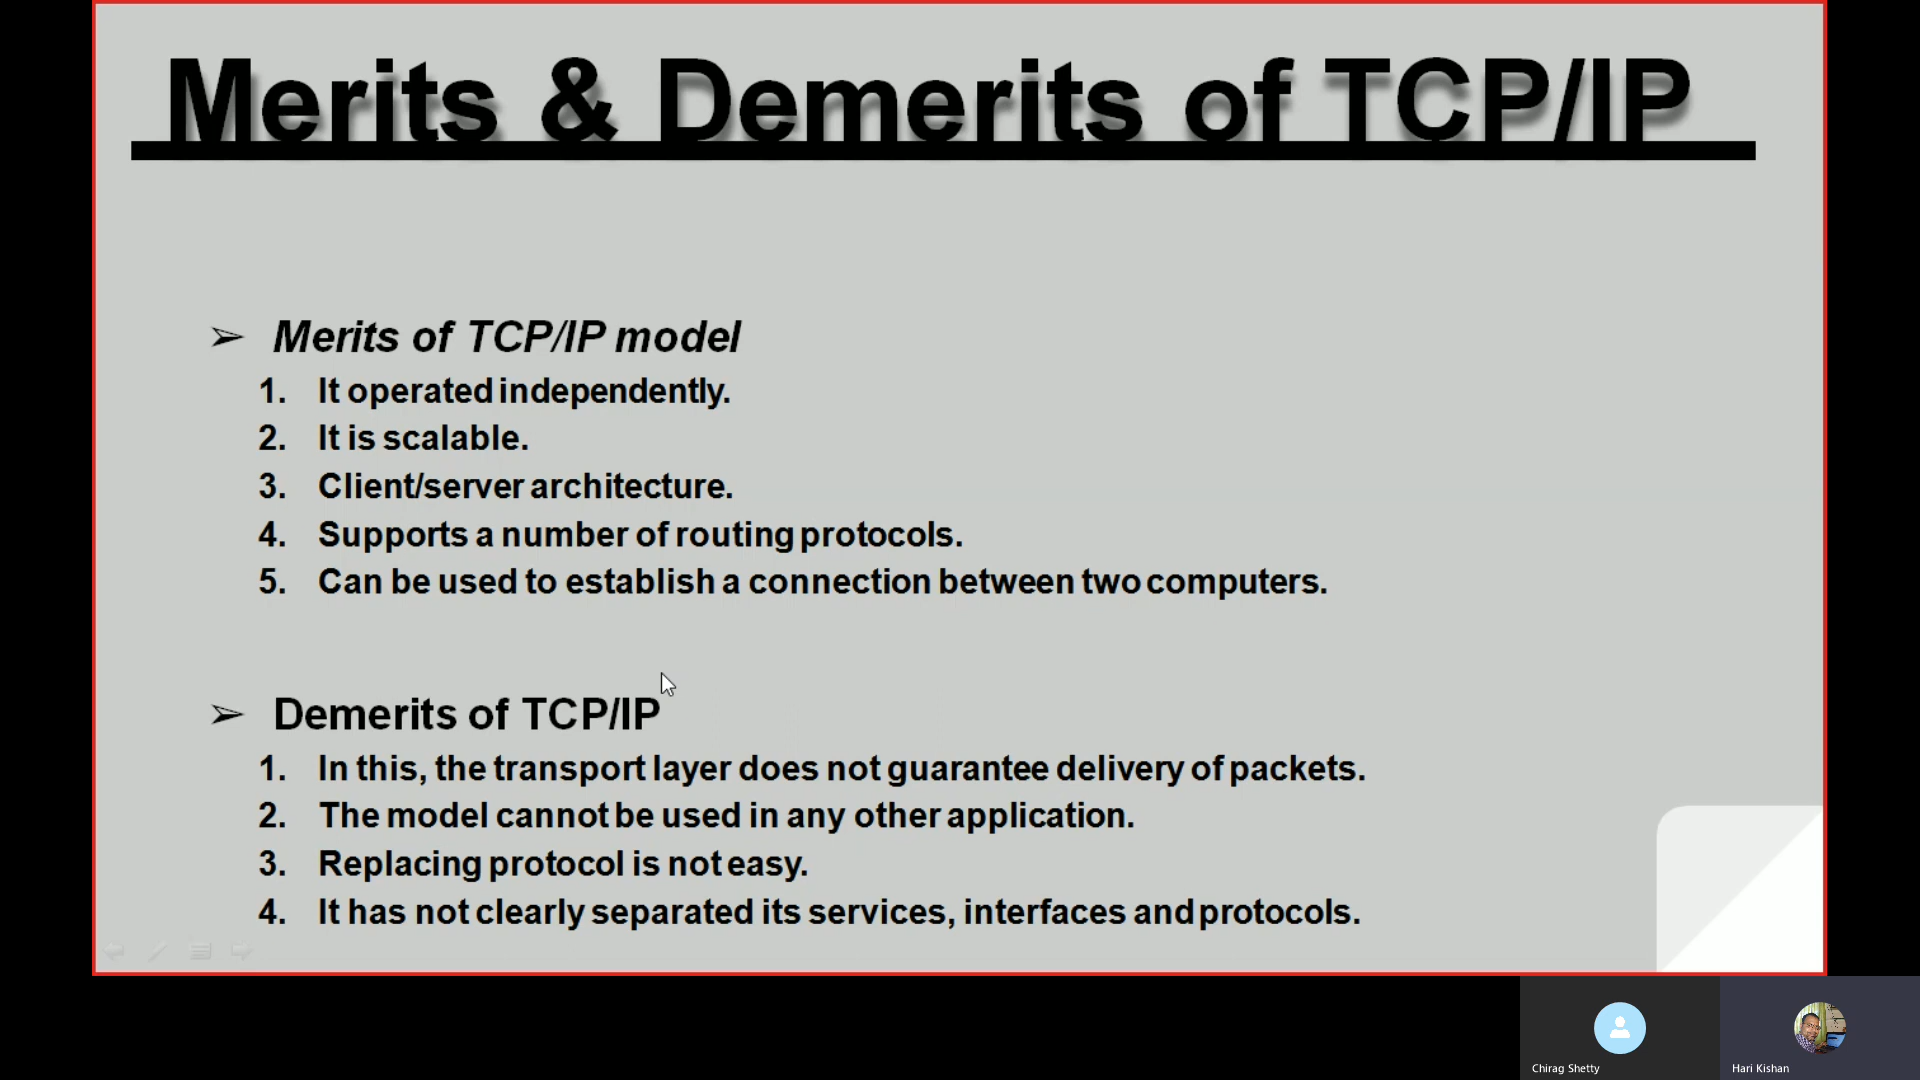 Merits & Demerits of TCP/IP
➢ Merits of TCP/IP model
1. It operated independently.
2. It is scalable.
3. Client/server architecture.
4. Supports a number of routing protocols.
5. Can be used to establish a connection between two computers.
➢ Demerits of TCP/IP
1. In this, the transport layer does not guarantee delivery of packets.
2. The model cannot be used in any other application.
3. Replacing protocol is not easy.
4. It has not clearly separated its services, interfaces and protocols.
Chirag Shetty
Hari Kishan